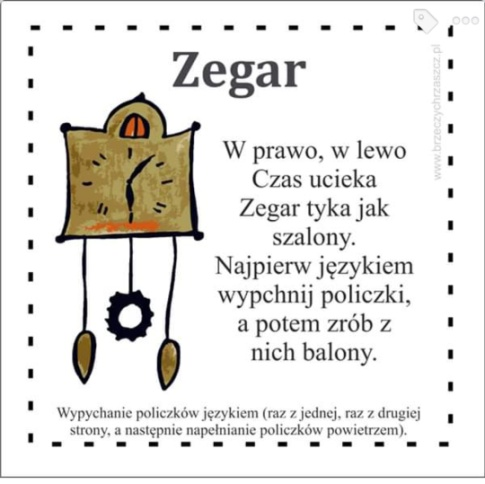 Zegar
W prawo, w lewo
Czas ucieka
Zegar tyka jak
szalony.
Najpierw językiem
wypchnij policzki,
a potem zrób z
nich balony.
Wypychanie policzków językiem (raz z jednej, raz z drugiej
strony, a następnie napełnianie policzków powietrzem).
www.brzeczychrzaszcz.pl